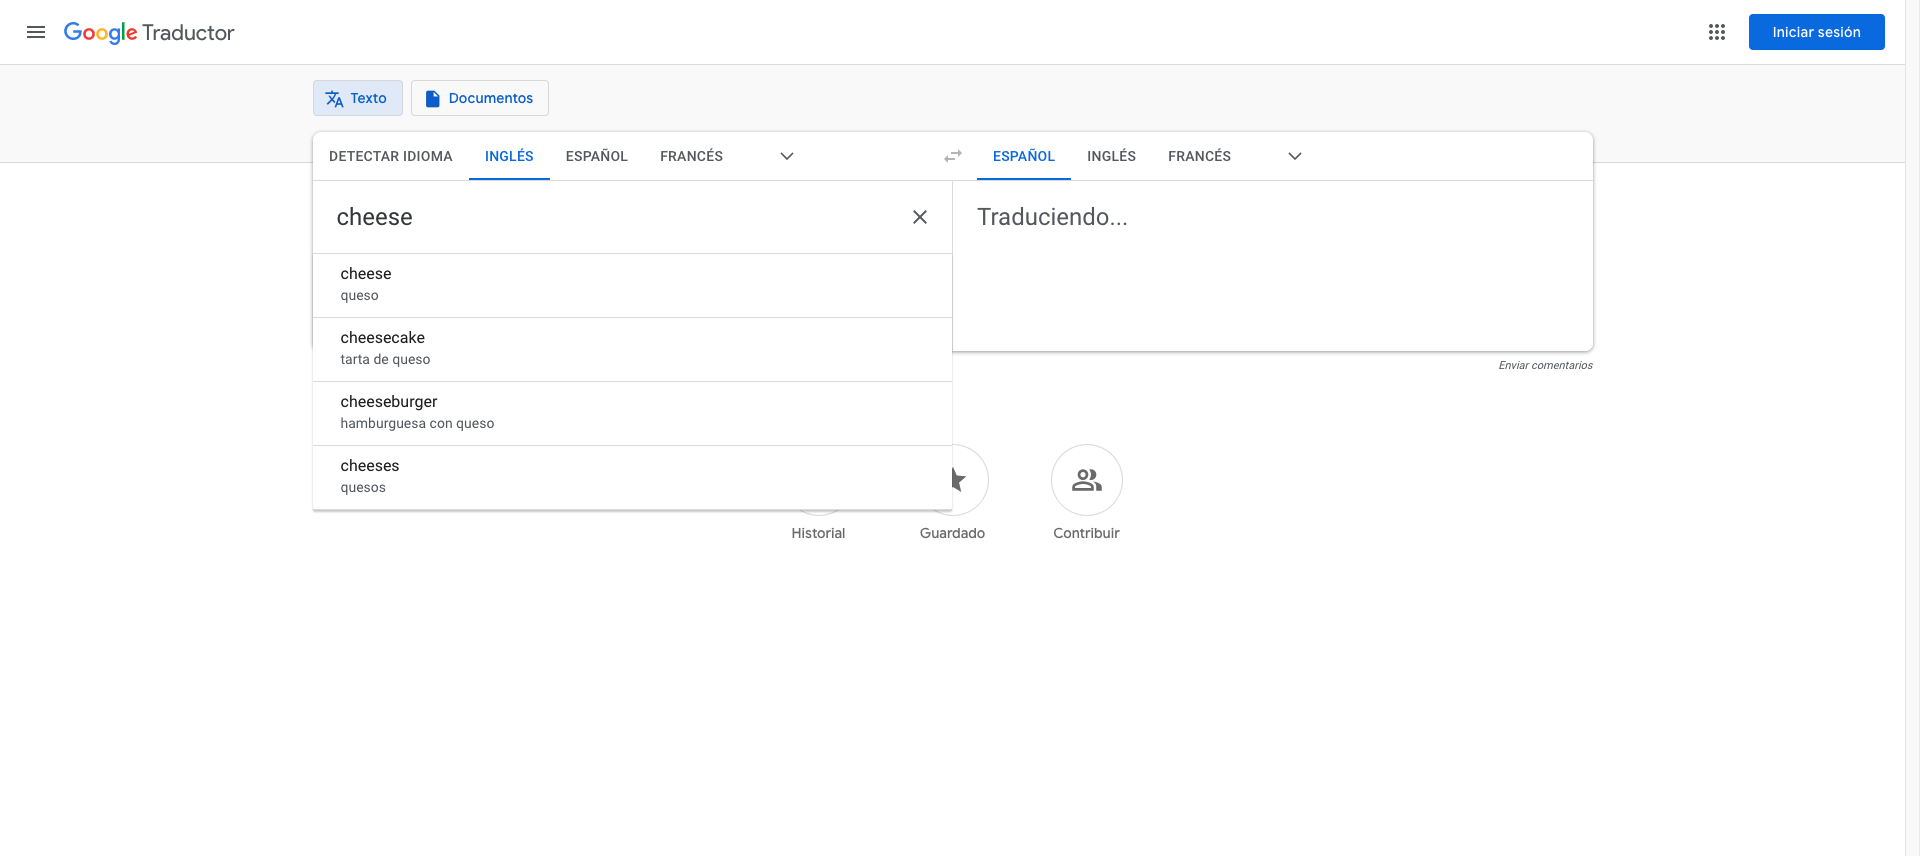 Google Traductor
Iniciar sesión
Texto
Documentos
DETECTAR IDIOMA INGLÉS ESPAÑOL FRANCÉS
ESPAÑOL INGLÉS FRANCÉS
cheese
Traduciendo...
cheese
queso
cheesecake
tarta de queso
cheeseburger
hamburguesa con queso
cheeses
quesos
Enviar comentarios
Historial
Guardado
Contribuir